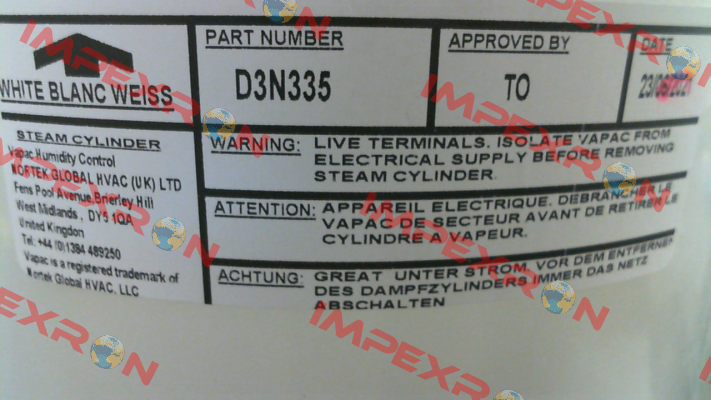 WHITE BLANC WEISS
PART NUMBER
D3N335
APPROVED BY
TO
DATE
STEAM CYLINDER
Vapac Humidity Control
NORTEK GLOBAL HVAC (UK) LTD
Fens Pool Avenue, Brierley Hill
West Midlands, DY5 1QA
United Kingdom
Tel: +44 (0)1384 489250
Vapac is a registered trademark of
Nortek Global HVAC, LLC
WARNING: LIVE TERMINALS. ISOLATE VAPAC FROM
ELECTRICAL SUPPLY BEFORE REMOVING
STEAM CYLINDER.
ATTENTION: APPAREIL ELECTRIQUE. DEBRANCHER LE
VAPAC DE SECTEUR AVANT DE RETIRER LE
CYLINDRE A VAPEUR.
ACHTUNG: GREAT UNTER STROM, VOR DEM ENTFERNEN
DES DAMPFZYLINDERS IMMER DAS NETZ
ABSCHALTEN
IMPEXRON